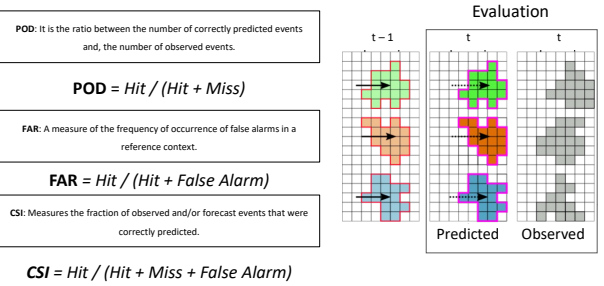 POD: It is the ratio between the number of correctly predicted events
and, the number of observed events.
POD = Hit / (Hit + Miss)
FAR: A measure of the frequency of occurrence of false alarms in a
reference context.
FAR = Hit / (Hit + False Alarm)
CSI: Measures the fraction of observed and/or forecast events that were
correctly predicted.
CSI = Hit / (Hit + Miss + False Alarm)
Evaluation
t – 1
t
t
Predicted
Observed